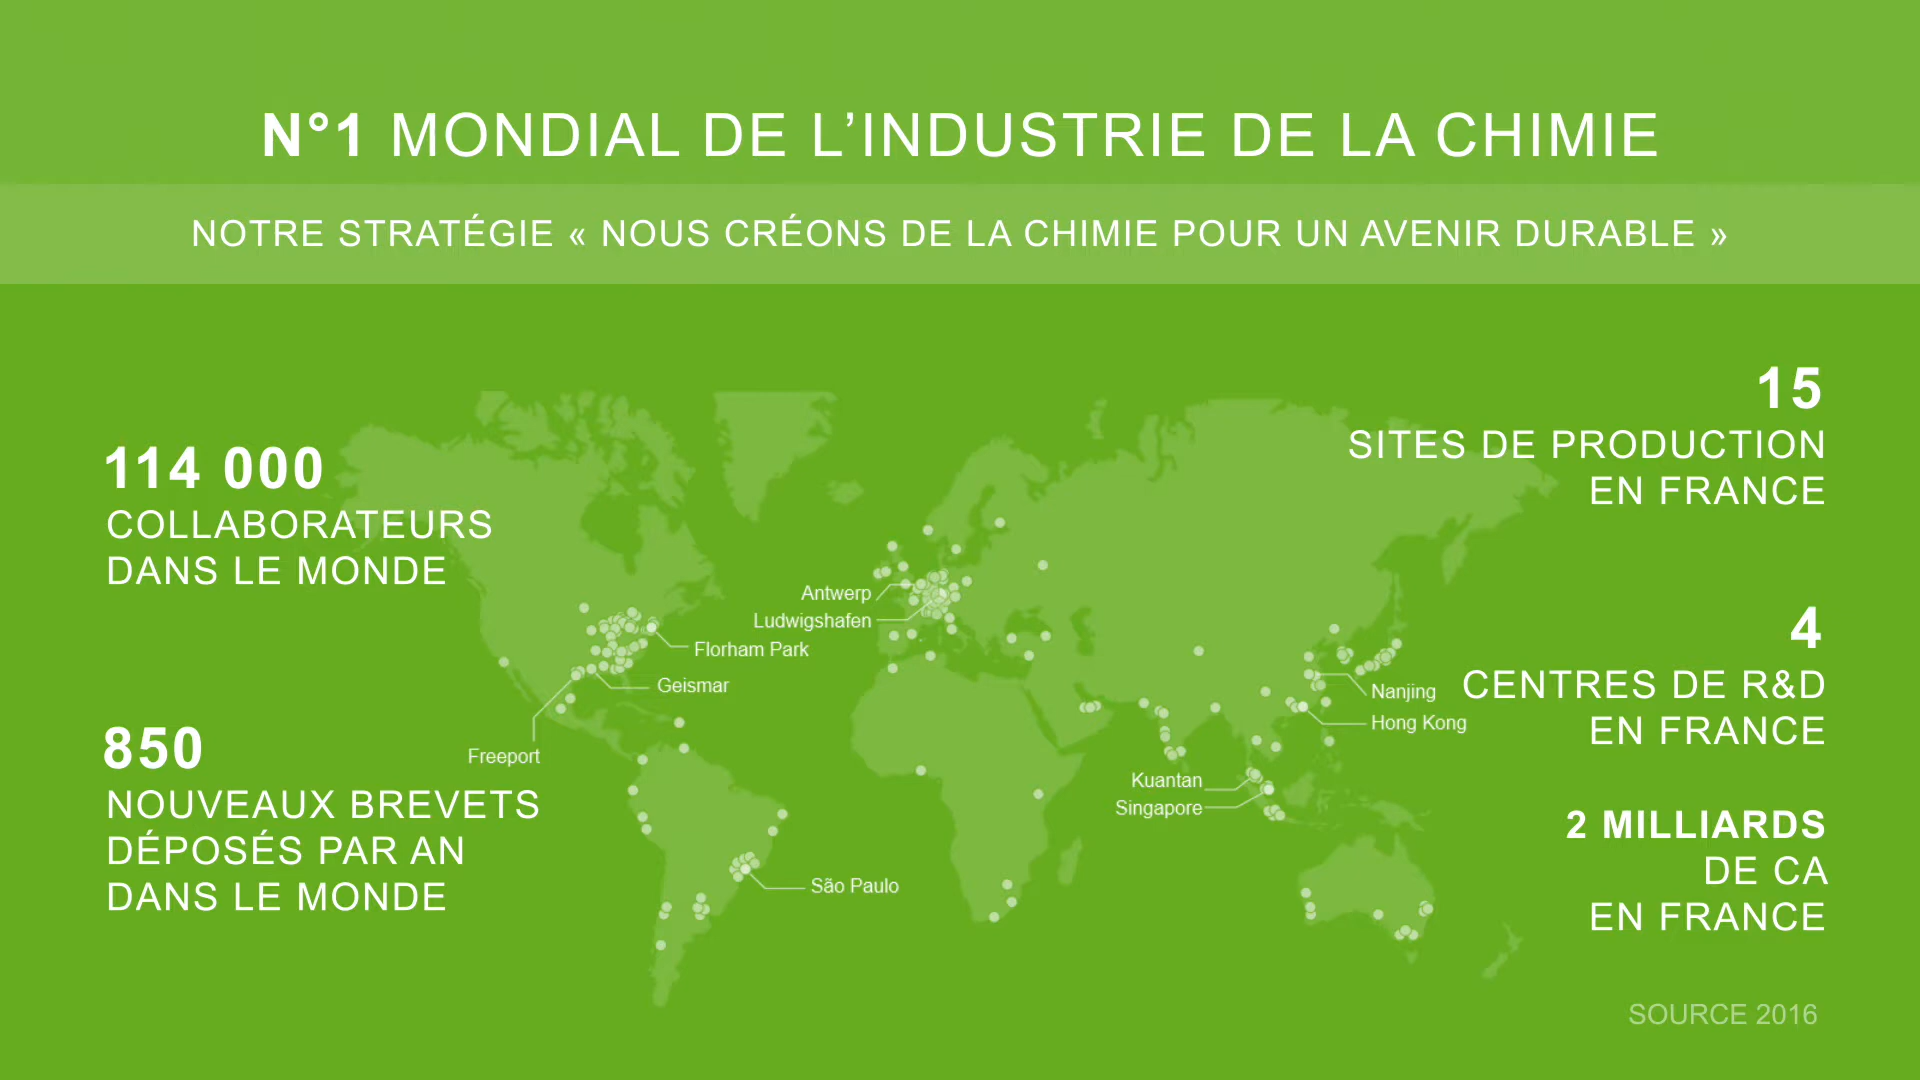 N°1 MONDIAL DE L’INDUSTRIE DE LA CHIMIE
NOTRE STRATÉGIE « NOUS CRÉONS DE LA CHIMIE POUR UN AVENIR DURABLE »
114 000
COLLABORATEURS
DANS LE MONDE
850
NOUVEAUX BREVETS
DÉPOSÉS PAR AN
DANS LE MONDE
Antwerp
Ludwigshafen
Florham Park
Geismar
Freeport
São Paulo
Nanjing
Hong Kong
Kuantan
Singapore
15
SITES DE PRODUCTION
EN FRANCE
4
CENTRES DE R&D
EN FRANCE
2 MILLIARDS
DE CA
EN FRANCE
SOURCE 2016